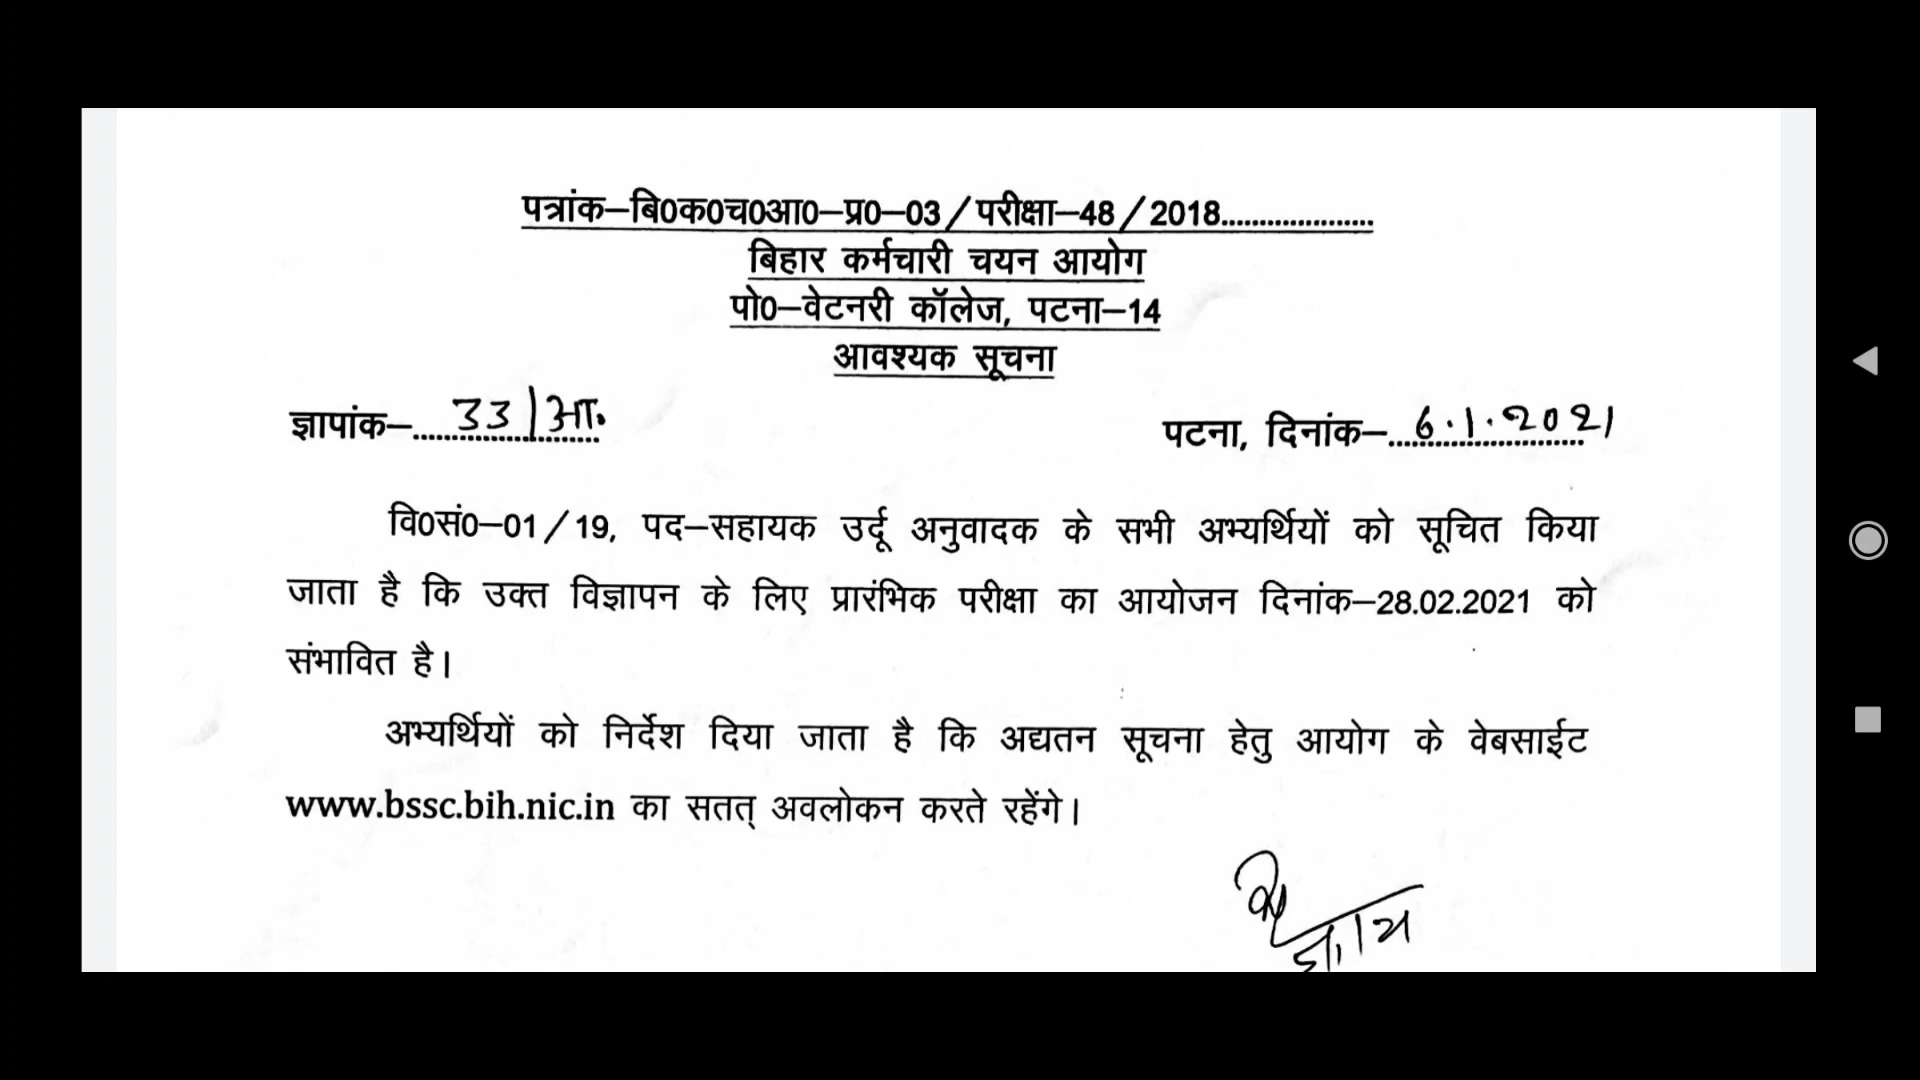 पत्रांक–बि0क0च0आ0–प्र0–03/परीक्षा–48/2018....................
बिहार कर्मचारी चयन आयोग
पो0–वेटनरी कॉलेज, पटना–14
आवश्यक सूचना
ज्ञापांक–....33|आ.
पटना, दिनांक–....6.1.2021
वि0सं0–01/19, पद–सहायक उर्दू अनुवादक के सभी अभ्यर्थियों को सूचित किया
जाता है कि उक्त विज्ञापन के लिए प्रारंभिक परीक्षा का आयोजन दिनांक–28.02.2021 को
संभावित है।
अभ्यर्थियों को निर्देश दिया जाता है कि अद्यतन सूचना हेतु आयोग के वेबसाईट
www.bssc.bih.nic.in का सतत् अवलोकन करते रहेंगे।